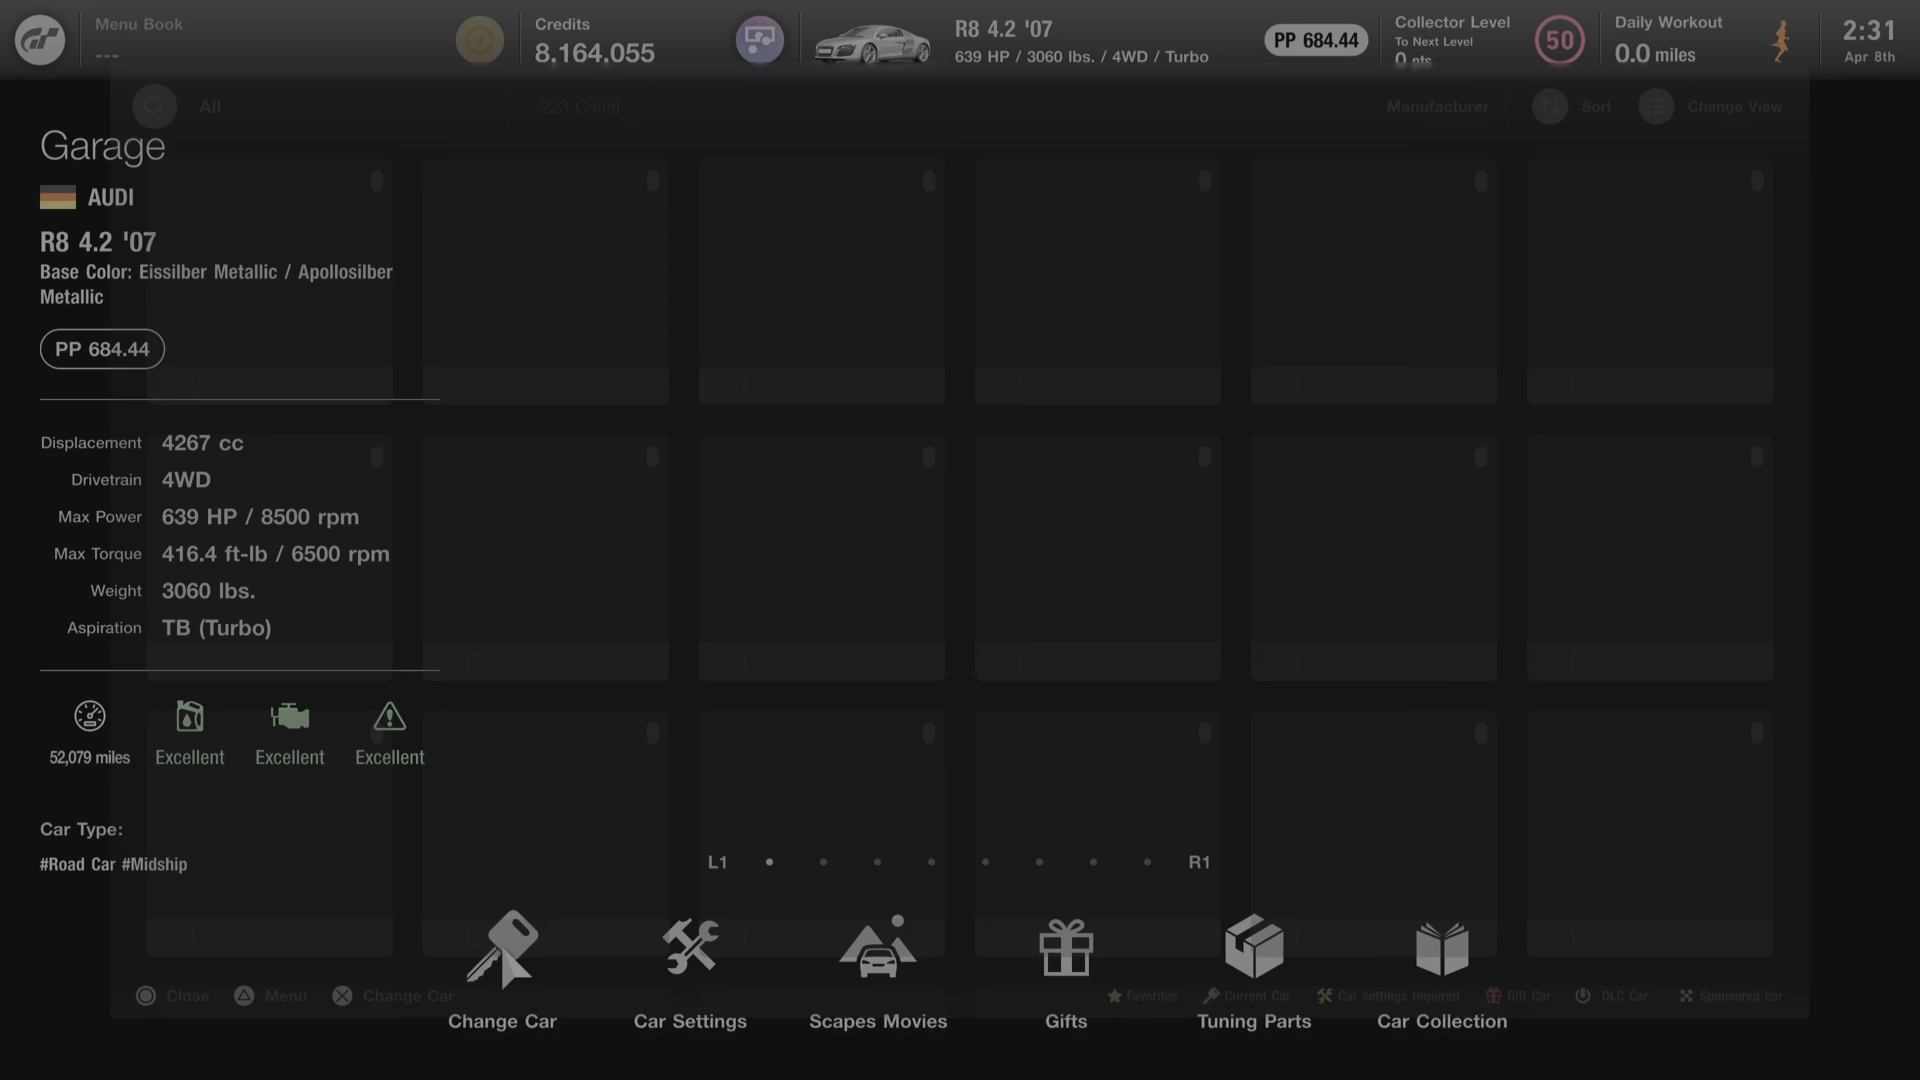 Menu Book
---
Credits
8.164.055
R8 4.2 '07
639 HP / 3060 lbs. / 4WD / Turbo
PP 684.44
Collector Level
To Next Level
0 pts
50
Daily Workout
0.0 miles
2:31
Apr 8th
All
223 Car(s)
Manufacturer
Sort
Change View
Garage
AUDI
R8 4.2 '07
Base Color: Eissilber Metallic / Apollosilber
Metallic
PP 684.44
Displacement 4267 cc
Drivetrain 4WD
Max Power 639 HP / 8500 rpm
Max Torque 416.4 ft-lb / 6500 rpm
Weight 3060 lbs.
Aspiration TB (Turbo)
52,079 miles
Excellent
Excellent
Excellent
Car Type:
#Road Car #Midship
L1
R1
Close
Menu
Change Car
Favorites
Current Car
Car settings required
Gift Car
DLC Car
Sponsored car
Change Car
Car Settings
Scapes Movies
Gifts
Tuning Parts
Car Collection